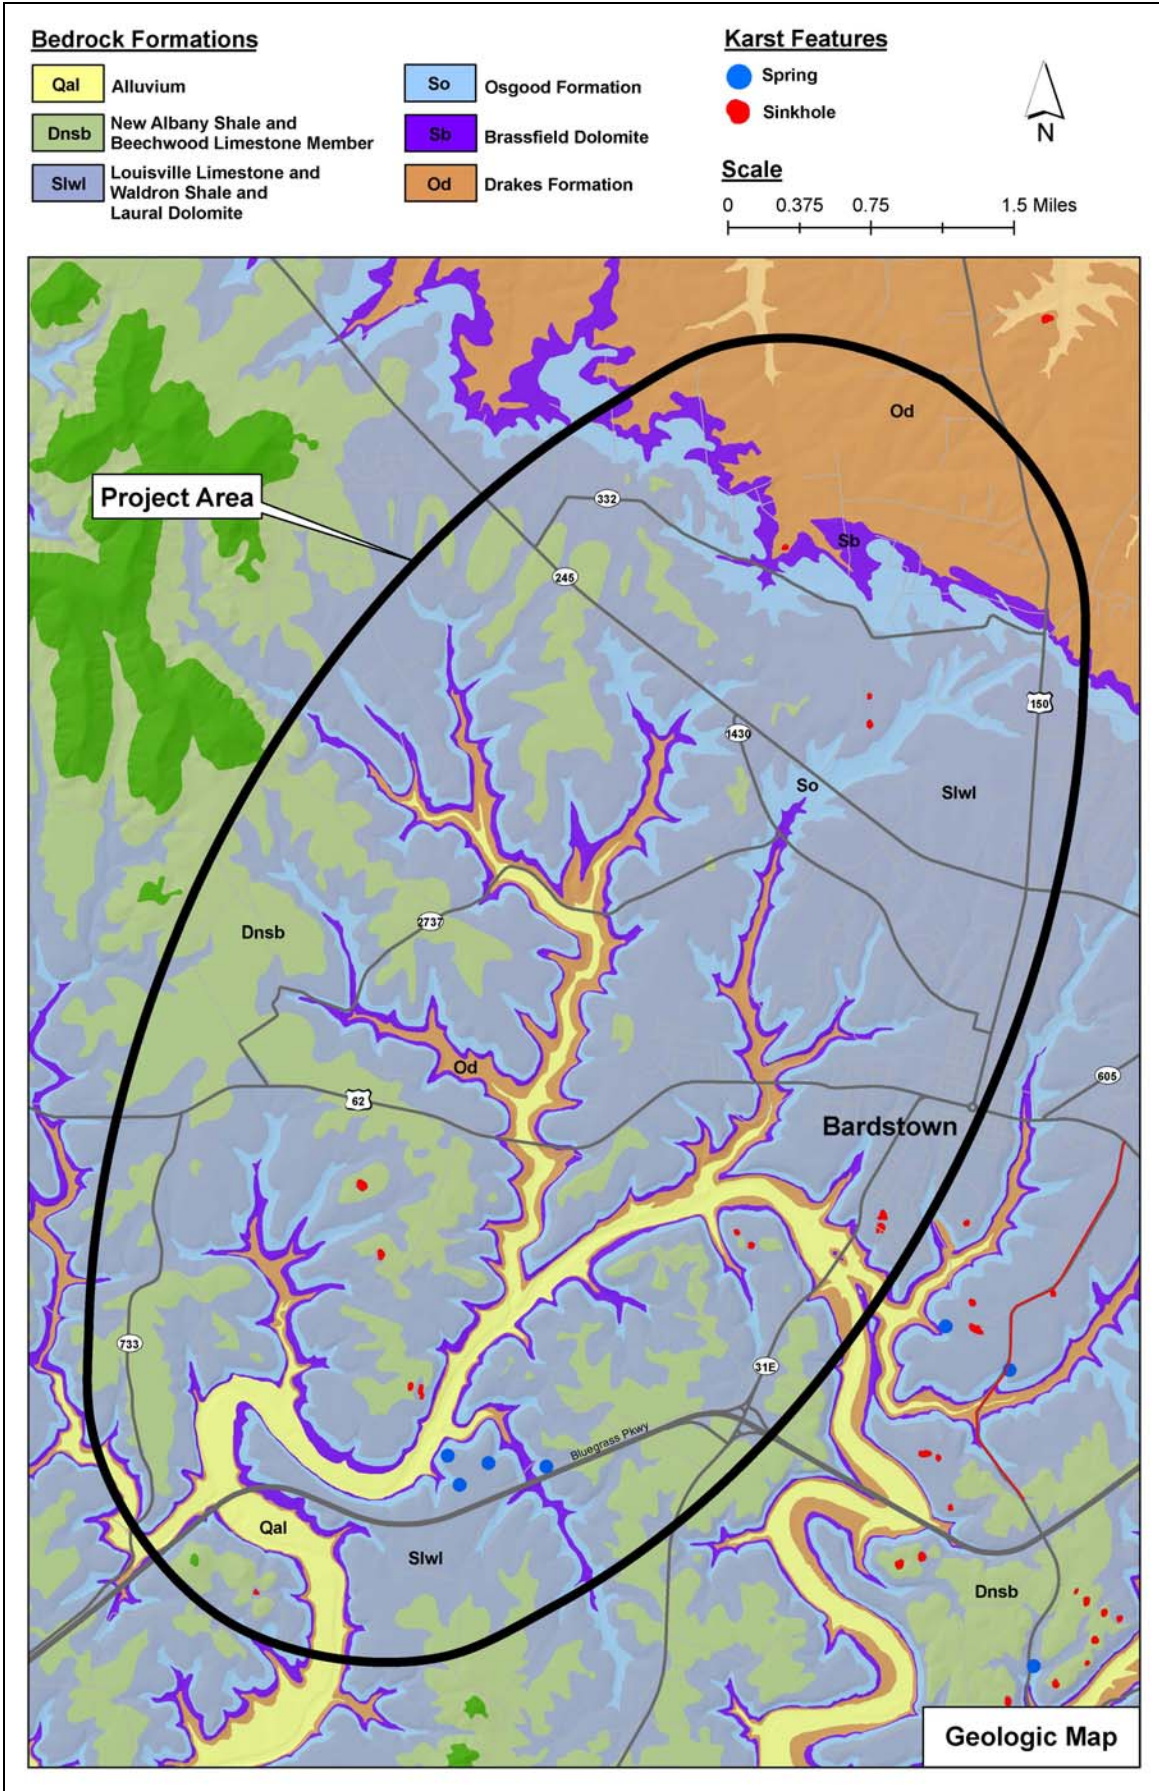 Bedrock Formations
Qal Alluvium
Dnsb New Albany Shale and
Beechwood Limestone Member
Slwl Louisville Limestone and
Waldron Shale and
Laural Dolomite
So Osgood Formation
Sb Brassfield Dolomite
Od Drakes Formation
Karst Features
Spring
Sinkhole
N
Scale
0 0.375 0.75 1.5 Miles
Od
Project Area
332
Sb
245
150
1430
So
Slwl
2737
Dnsb
Od
62
605
Bardstown
733
31E
Bluegrass Pkwy
Qal
Slwl
Dnsb
Geologic Map